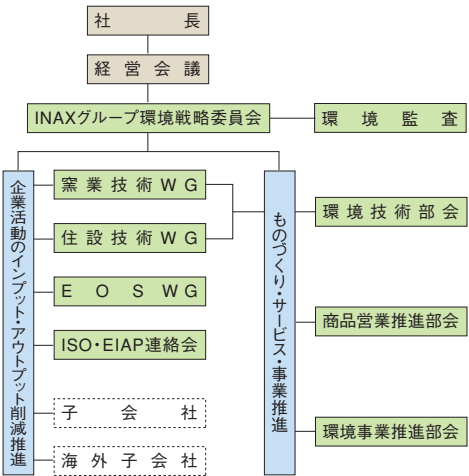 社長
経営会議
INAXグループ環境戦略委員会
環境監査
企業活動のインプット・アウトプット削減推進
窯業技術WG
住設技術WG
EOSWG
ISO・EIAP連絡会
子会社
海外子会社
ものづくり・サービス・事業推進
環境技術部会
商品営業推進部会
環境事業推進部会